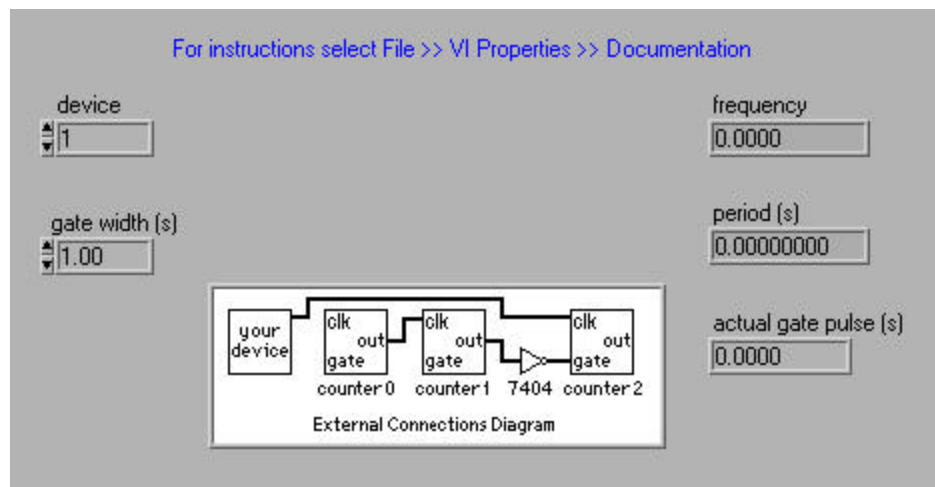 For instructions select File >> VI Properties >> Documentation
device
1
frequency
0.0000
gate width (s)
1.00
period (s)
0.00000000
actual gate pulse (s)
0.0000
your device
clk out gate
counter 0
clk out gate
counter 1
7404
clk out gate
counter 2
External Connections Diagram